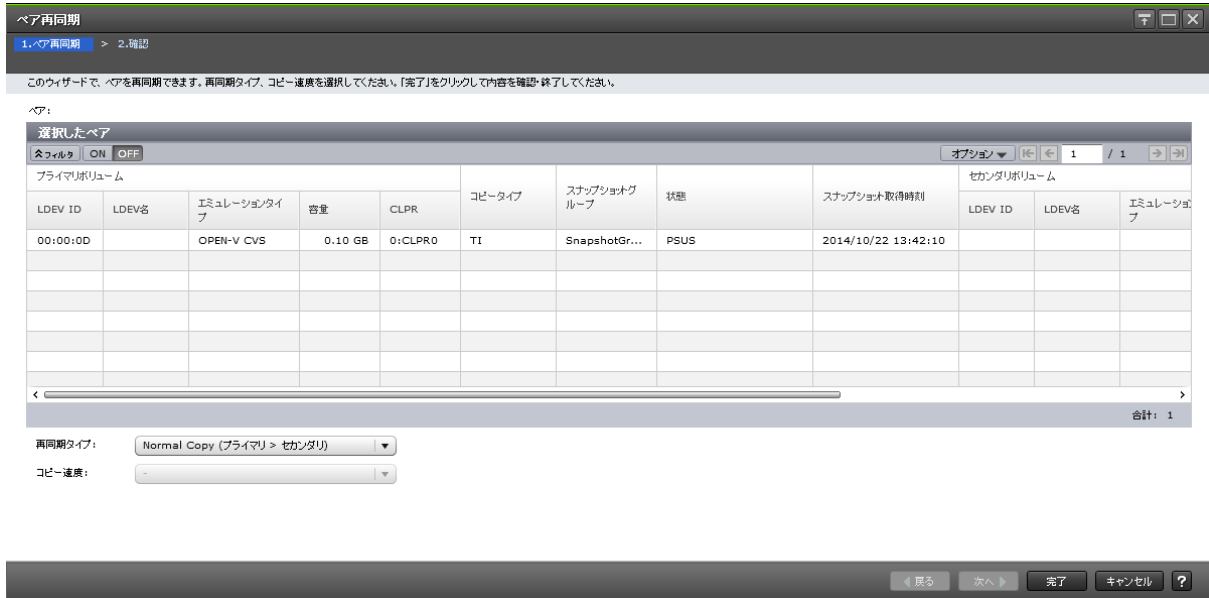 ペア再同期
1.ペア再同期 > 2.確認
このウィザードで、ペアを再同期できます。再同期タイプ、コピー速度を選択してください。「完了」をクリックして内容を確認・終了してください。
ペア:
選択したペア
フィルタ ON OFF オプション 1 / 1
プライマリボリューム コピータイプ スナップショットグループ 状態 スナップショット取得時刻 セカンダリボリューム
LDEV ID LDEV名 エミュレーションタイプ 容量 CLPR LDEV ID LDEV名 エミュレーションプ
00:00:0D OPEN-V CVS 0.10 GB 0:CLPR0 TI SnapshotGr... PSUS 2014/10/22 13:42:10
合計: 1
再同期タイプ: Normal Copy (プライマリ > セカンダリ)
コピー速度: -
戻る 次へ 完了 キャンセル ?